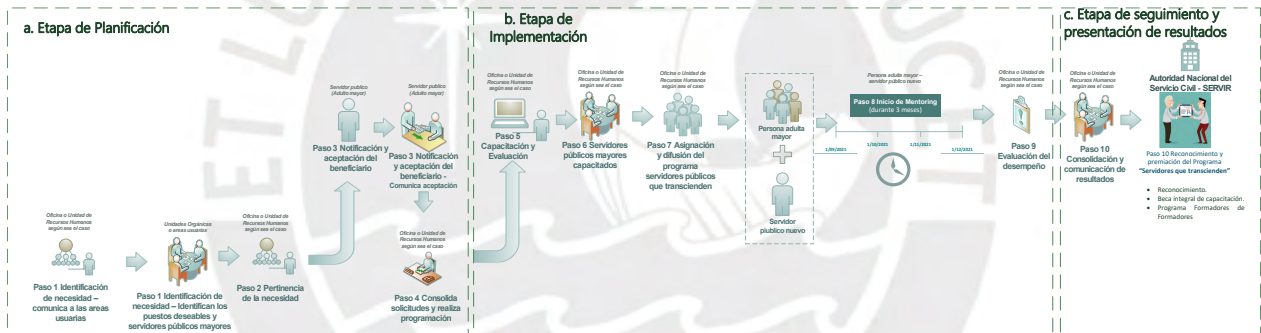 a. Etapa de Planificación
Oficina o Unidad de
Recursos Humanos
según sea el caso
Paso 1 Identificación
de necesidad –
comunica a las areas
usuarias
Unidades Orgánicas
o areas usuarias
Paso 1 Identificación de
necesidad – Identifican los
puestos deseables y
servidores públicos mayores
Oficina o Unidad de
Recursos Humanos
según sea el caso
Paso 2 Pertinencia
de la necesidad
Servidor publico
(Adulto mayor)
Paso 3 Notificación y
aceptación del
beneficiario
Servidor publico
(Adulto mayor)
Paso 3 Notificación
y aceptación del
beneficiario -
Comunica aceptación
Oficina o Unidad de
Recursos Humanos
según sea el caso
Paso 4 Consolida
solicitudes y realiza
programación
b. Etapa de
Implementación
Oficina o Unidad de
Recursos Humanos
según sea el caso
Paso 5
Capacitación y
Evaluación
Oficina o Unidad de
Recursos Humanos
según sea el caso
Paso 6 Servidores
públicos mayores
capacitados
Oficina o Unidad de
Recursos Humanos
según sea el caso
Paso 7 Asignación
y difusión del
programa
servidores públicos
que transcienden
Persona adulta
mayor
Servidor
piublico nuevo
Persona adulta mayor –
servidor público nuevo
Paso 8 Inicio de Mentoring
(durante 3 meses)
1/09/2021
1/10/2021
1/11/2021
1/12/2021
Oficina o Unidad de
Recursos Humanos
según sea el caso
Paso 9
Evaluación del
desempeño
c. Etapa de seguimiento y
presentación de resultados
Oficina o Unidad de
Recursos Humanos
según sea el caso
Paso 10
Consolidación y
comunicación de
resultados
Autoridad Nacional del
Servicio Civil - SERVIR
Paso 10 Reconocimiento y
premiación del Programa
"Servidores que transcienden"
• Reconocimiento.
• Beca integral de capacitación.
• Programa Formadores de
Formadores
ET LUCET